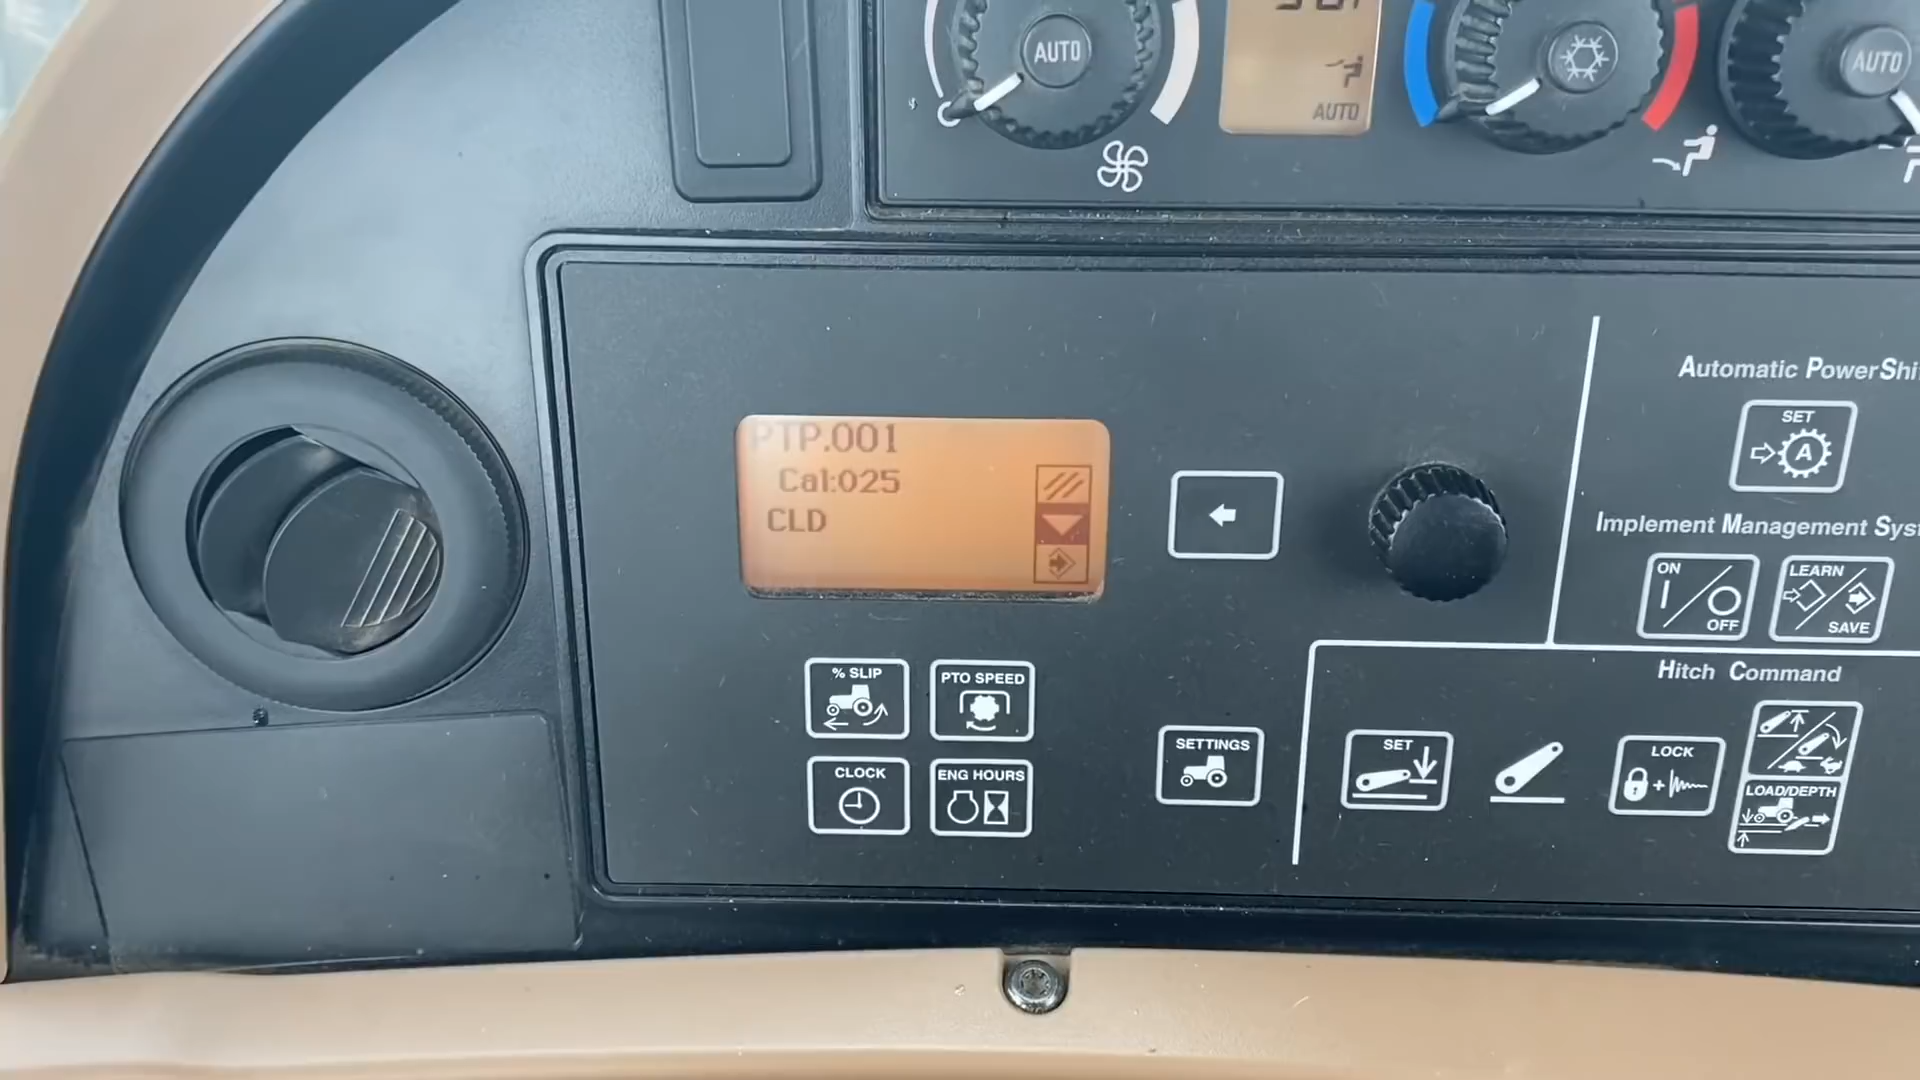 AUTO
AUTO
AUTO
PTP.001
Cal:025
CLD
Automatic PowerShi
SET
A
Implement Management Sys
ON
OFF
LEARN
SAVE
% SLIP
PTO SPEED
CLOCK
ENG HOURS
SETTINGS
Hitch Command
SET
LOCK
LOAD/DEPTH